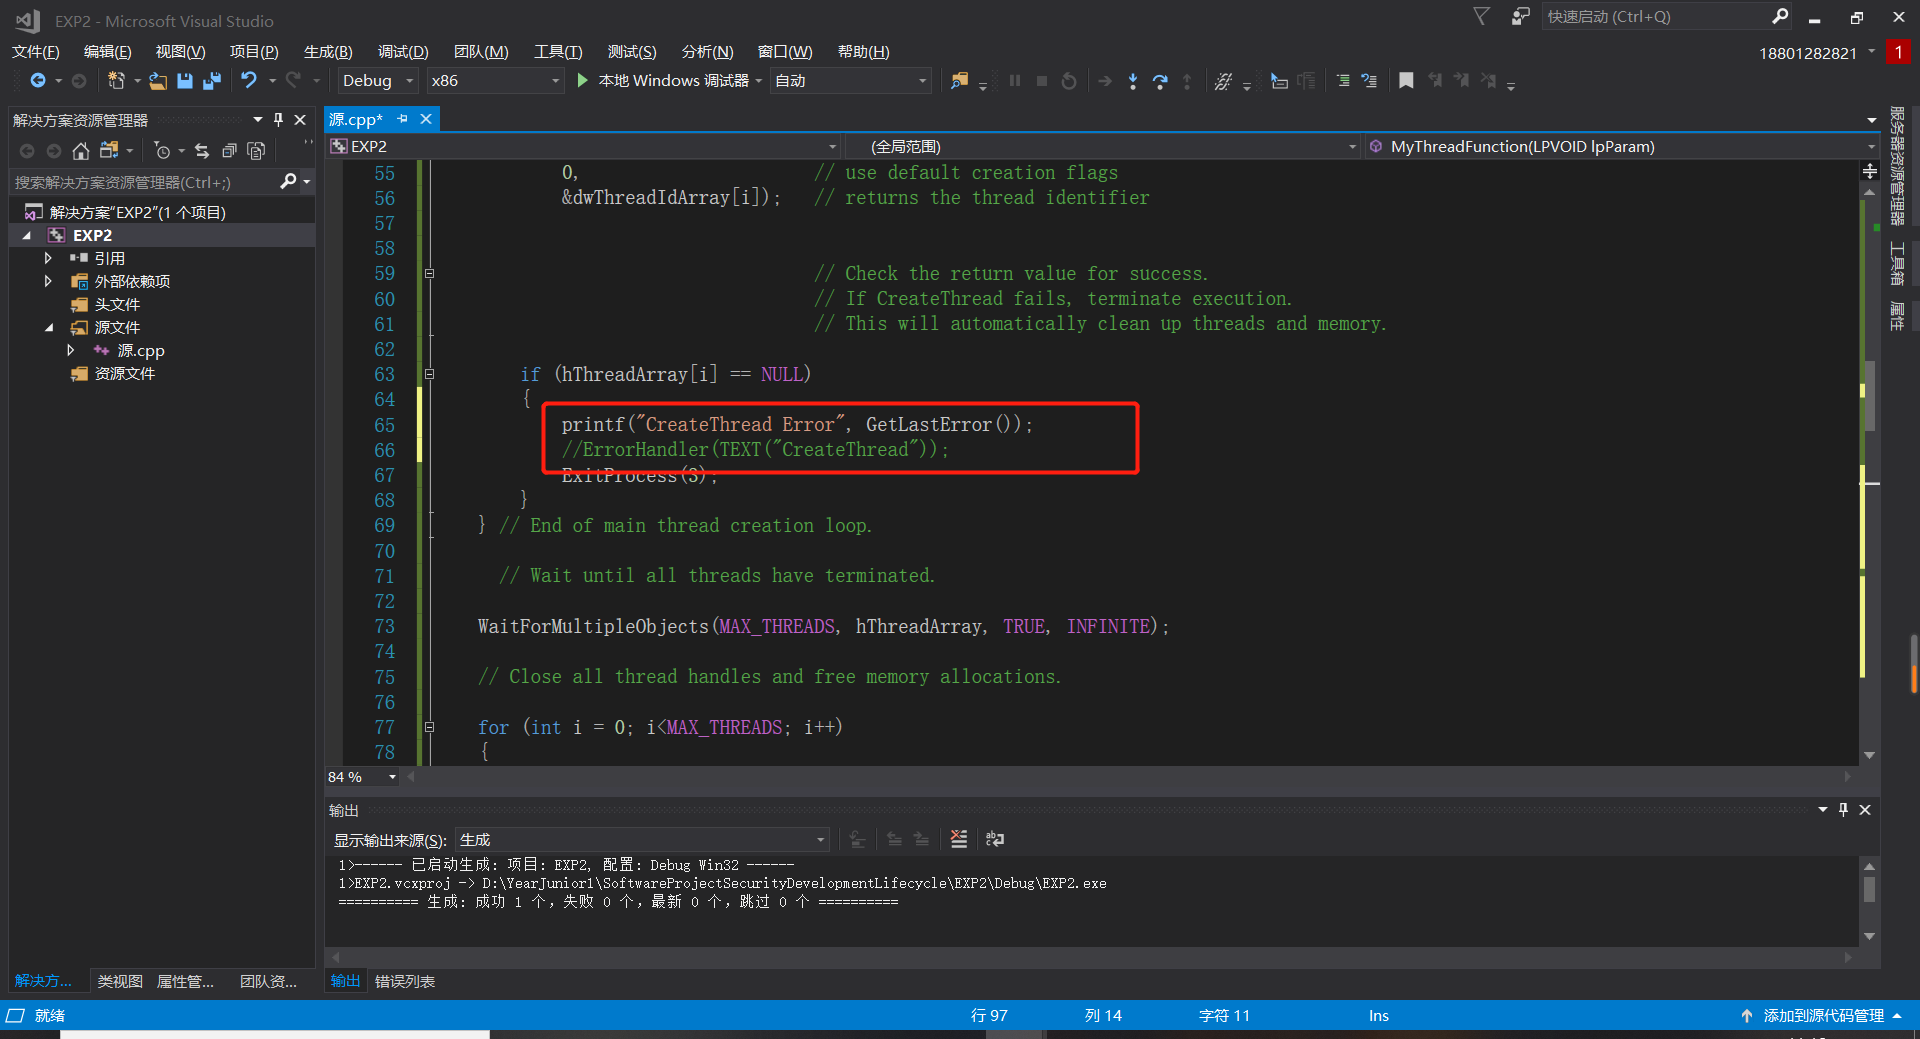 EXP2 - Microsoft Visual Studio
快速启动 (Ctrl+Q)
文件(F) 编辑(E) 视图(V) 项目(P) 生成(B) 调试(D) 团队(M) 工具(T) 测试(S) 分析(N) 窗口(W) 帮助(H)
18801282821 1
Debug x86 本地 Windows 调试器 自动
解决方案资源管理器
搜索解决方案资源管理器(Ctrl+;)
解决方案"EXP2"(1 个项目)
EXP2
引用
外部依赖项
头文件
源文件
源.cpp
资源文件
解决方... 类视图 属性管... 团队资...
源.cpp*
EXP2 (全局范围) MyThreadFunction(LPVOID lpParam)
55 0, // use default creation flags
56 &dwThreadIdArray[i]); // returns the thread identifier
57
58
59 // Check the return value for success.
60 // If CreateThread fails, terminate execution.
61 // This will automatically clean up threads and memory.
62
63 if (hThreadArray[i] == NULL)
64 {
65 printf("CreateThread Error", GetLastError());
66 //ErrorHandler(TEXT("CreateThread"));
67 ExitProcess(3);
68 }
69 } // End of main thread creation loop.
70
71 // Wait until all threads have terminated.
72
73 WaitForMultipleObjects(MAX_THREADS, hThreadArray, TRUE, INFINITE);
74
75 // Close all thread handles and free memory allocations.
76
77 for (int i = 0; i<MAX_THREADS; i++)
78 {
84 %
服务器资源管理器
工具箱
属性
输出
显示输出来源(S): 生成
1>------ 已启动生成: 项目: EXP2, 配置: Debug Win32 ------
1>EXP2.vcxproj -> D:\YearJunior1\SoftwareProjectSecurityDevelopmentLifecycle\EXP2\Debug\EXP2.exe
========== 生成: 成功 1 个，失败 0 个，最新 0 个，跳过 0 个 ==========
输出 错误列表
就绪 行 97 列 14 字符 11 Ins 添加到源代码管理